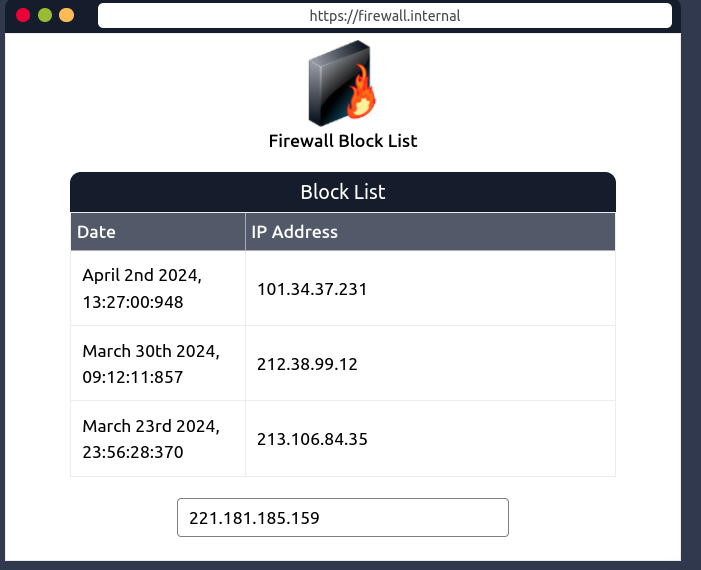 https://firewall.internal
Firewall Block List
Block List
Date IP Address
April 2nd 2024,
13:27:00:948
101.34.37.231
March 30th 2024,
09:12:11:857
212.38.99.12
March 23rd 2024,
23:56:28:370
213.106.84.35
221.181.185.159